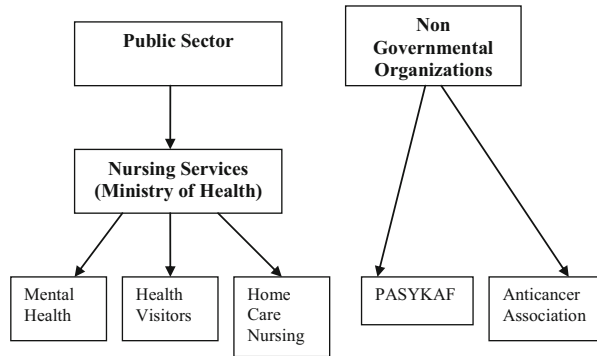 Public Sector
Non
Governmental
Organizations
Nursing Services
(Ministry of Health)
Mental
Health
Health
Visitors
Home
Care
Nursing
PASYKAF
Anticancer
Association